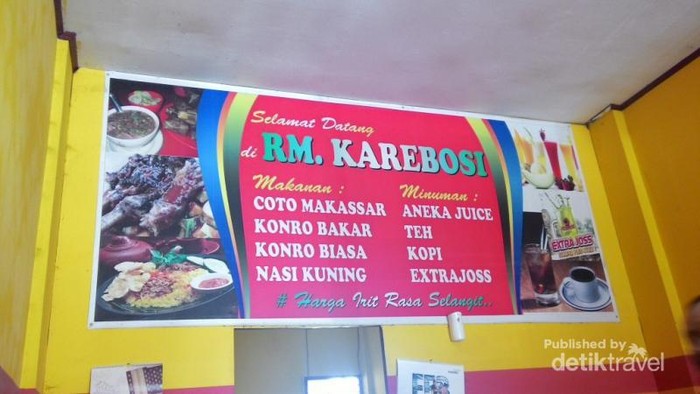 Selamat Datang
di RM. KAREBOSI
Makanan :
COTO MAKASSAR
KONRO BAKAR
KONRO BIASA
NASI KUNING
Minuman :
ANEKA JUICE
TEH
KOPI
EXTRAJOSS
# Harga Irit Rasa Selangit..
EXTRA JOSS
Published by
detiktravel